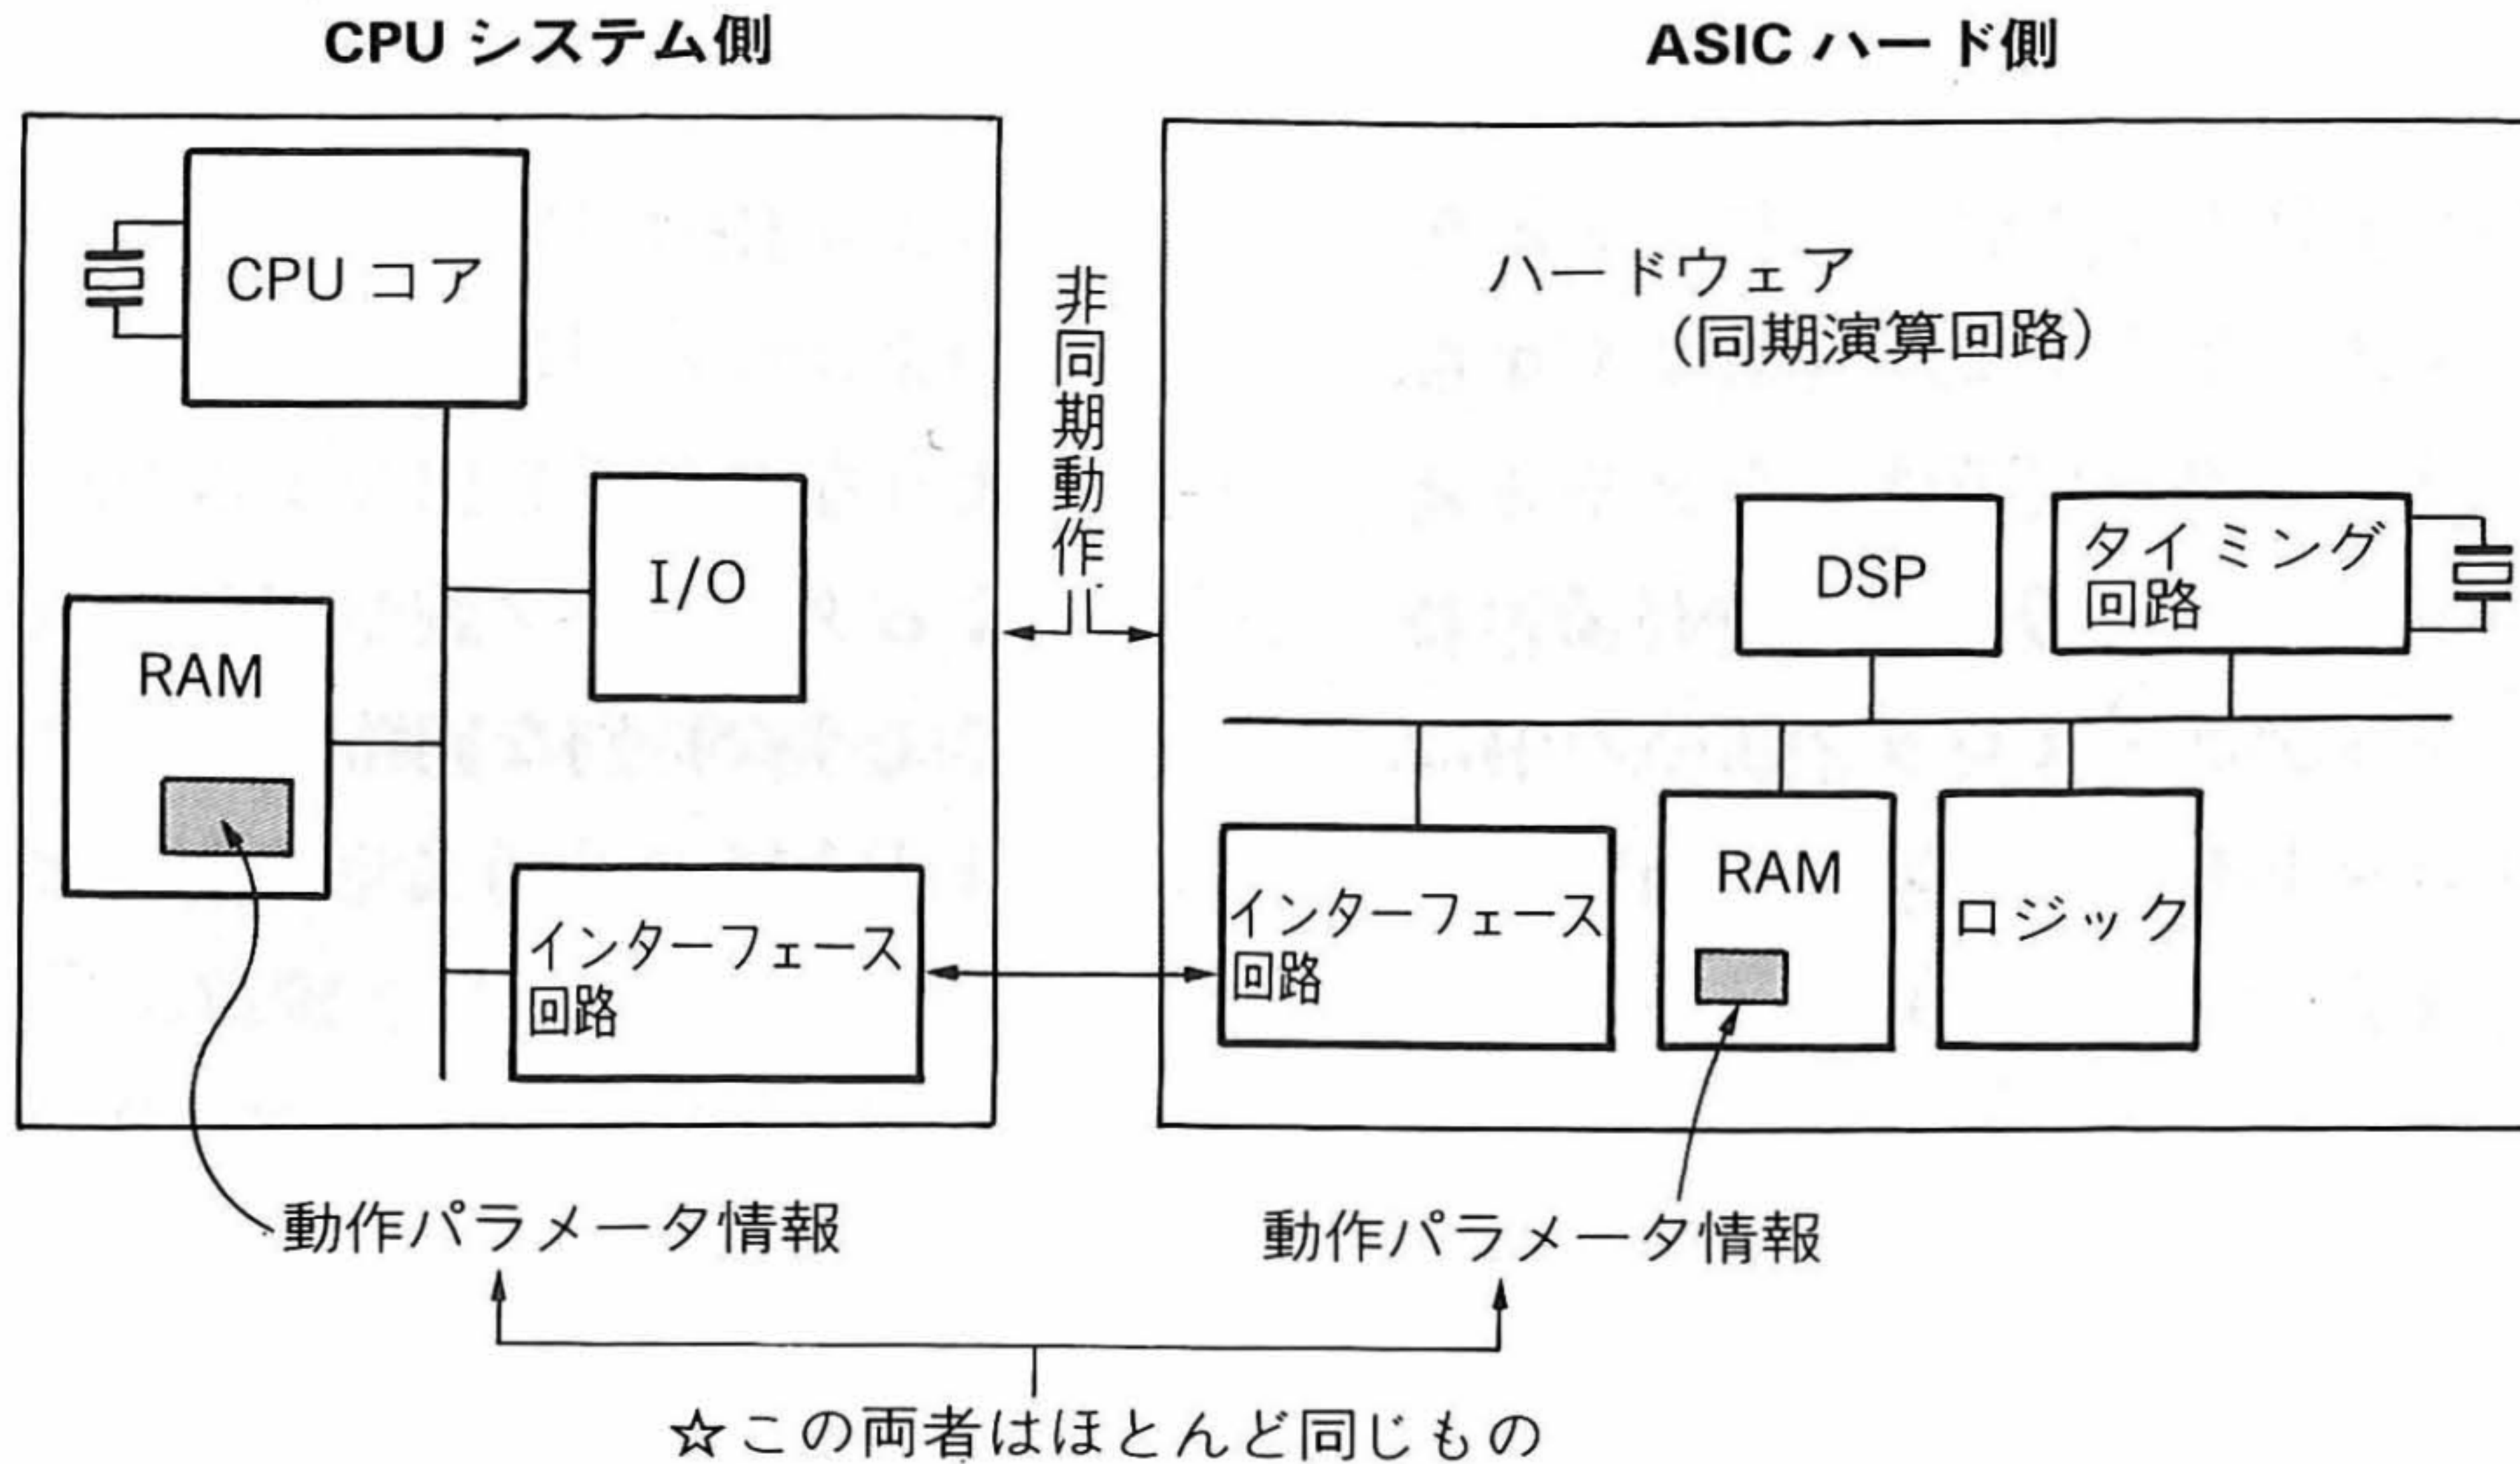 CPU システム側
CPU コア
I/O
RAM
インターフェース
回路
動作パラメータ情報
非同期動作
ASIC ハード側
ハードウェア
(同期演算回路)
DSP
タイミング
回路
インターフェース
回路
RAM
ロジック
動作パラメータ情報
☆この両者はほとんど同じもの